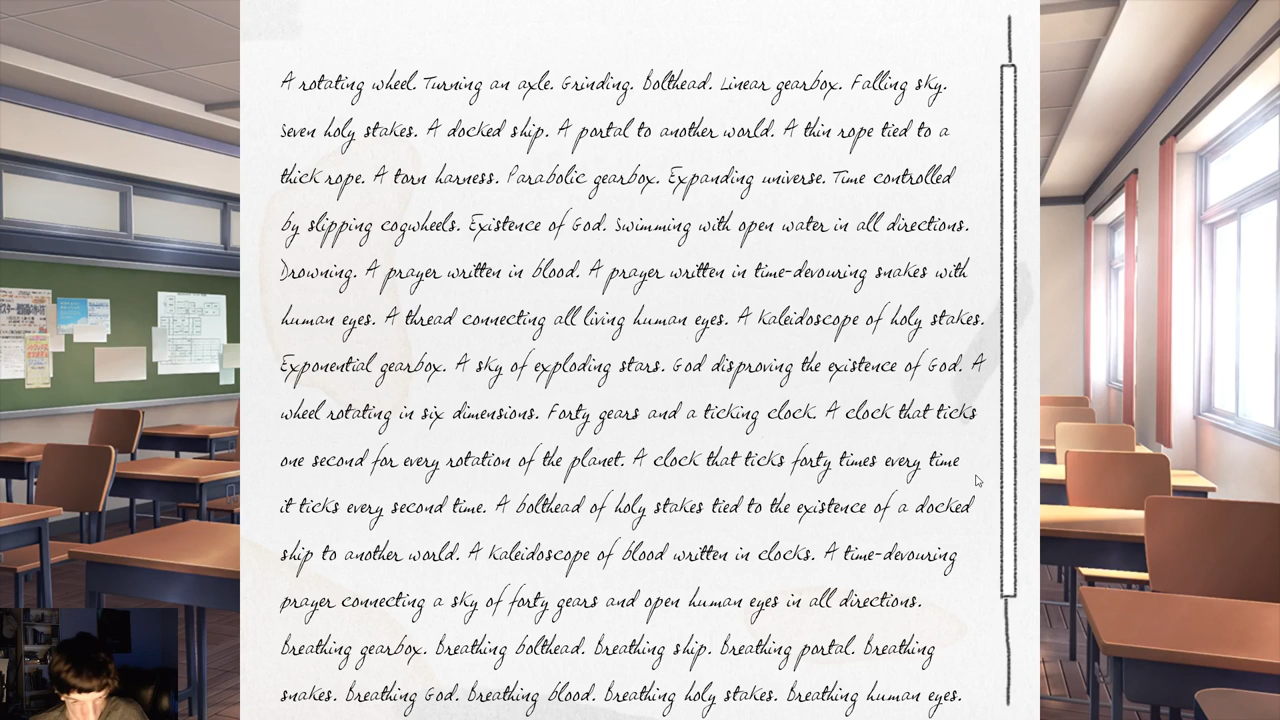 A rotating wheel. Turning an axle. Grinding. Bolthead. Linear gearbox. Falling sky.
Seven holy stakes. A docked ship. A portal to another world. A thin rope tied to a
thick rope. A torn harness. Parabolic gearbox. Expanding universe. Time controlled
by slipping cogwheels. Existence of God. Swimming with open water in all directions.
Drowning. A prayer written in blood. A prayer written in time-devouring snakes with
human eyes. A thread connecting all living human eyes. A kaleidoscope of holy stakes.
Exponential gearbox. A sky of exploding stars. God disproving the existence of God. A
wheel rotating in six dimensions. Forty gears and a ticking clock. A clock that ticks
one second for every rotation of the planet. A clock that ticks forty times every time
it ticks every second time. A bolthead of holy stakes tied to the existence of a docked
ship to another world. A kaleidoscope of blood written in clocks. A time-devouring
prayer connecting a sky of forty gears and open human eyes in all directions.
Breathing gearbox. Breathing bolthead. Breathing ship. Breathing portal. Breathing
snakes. Breathing God. Breathing blood. Breathing holy stakes. Breathing human eyes.